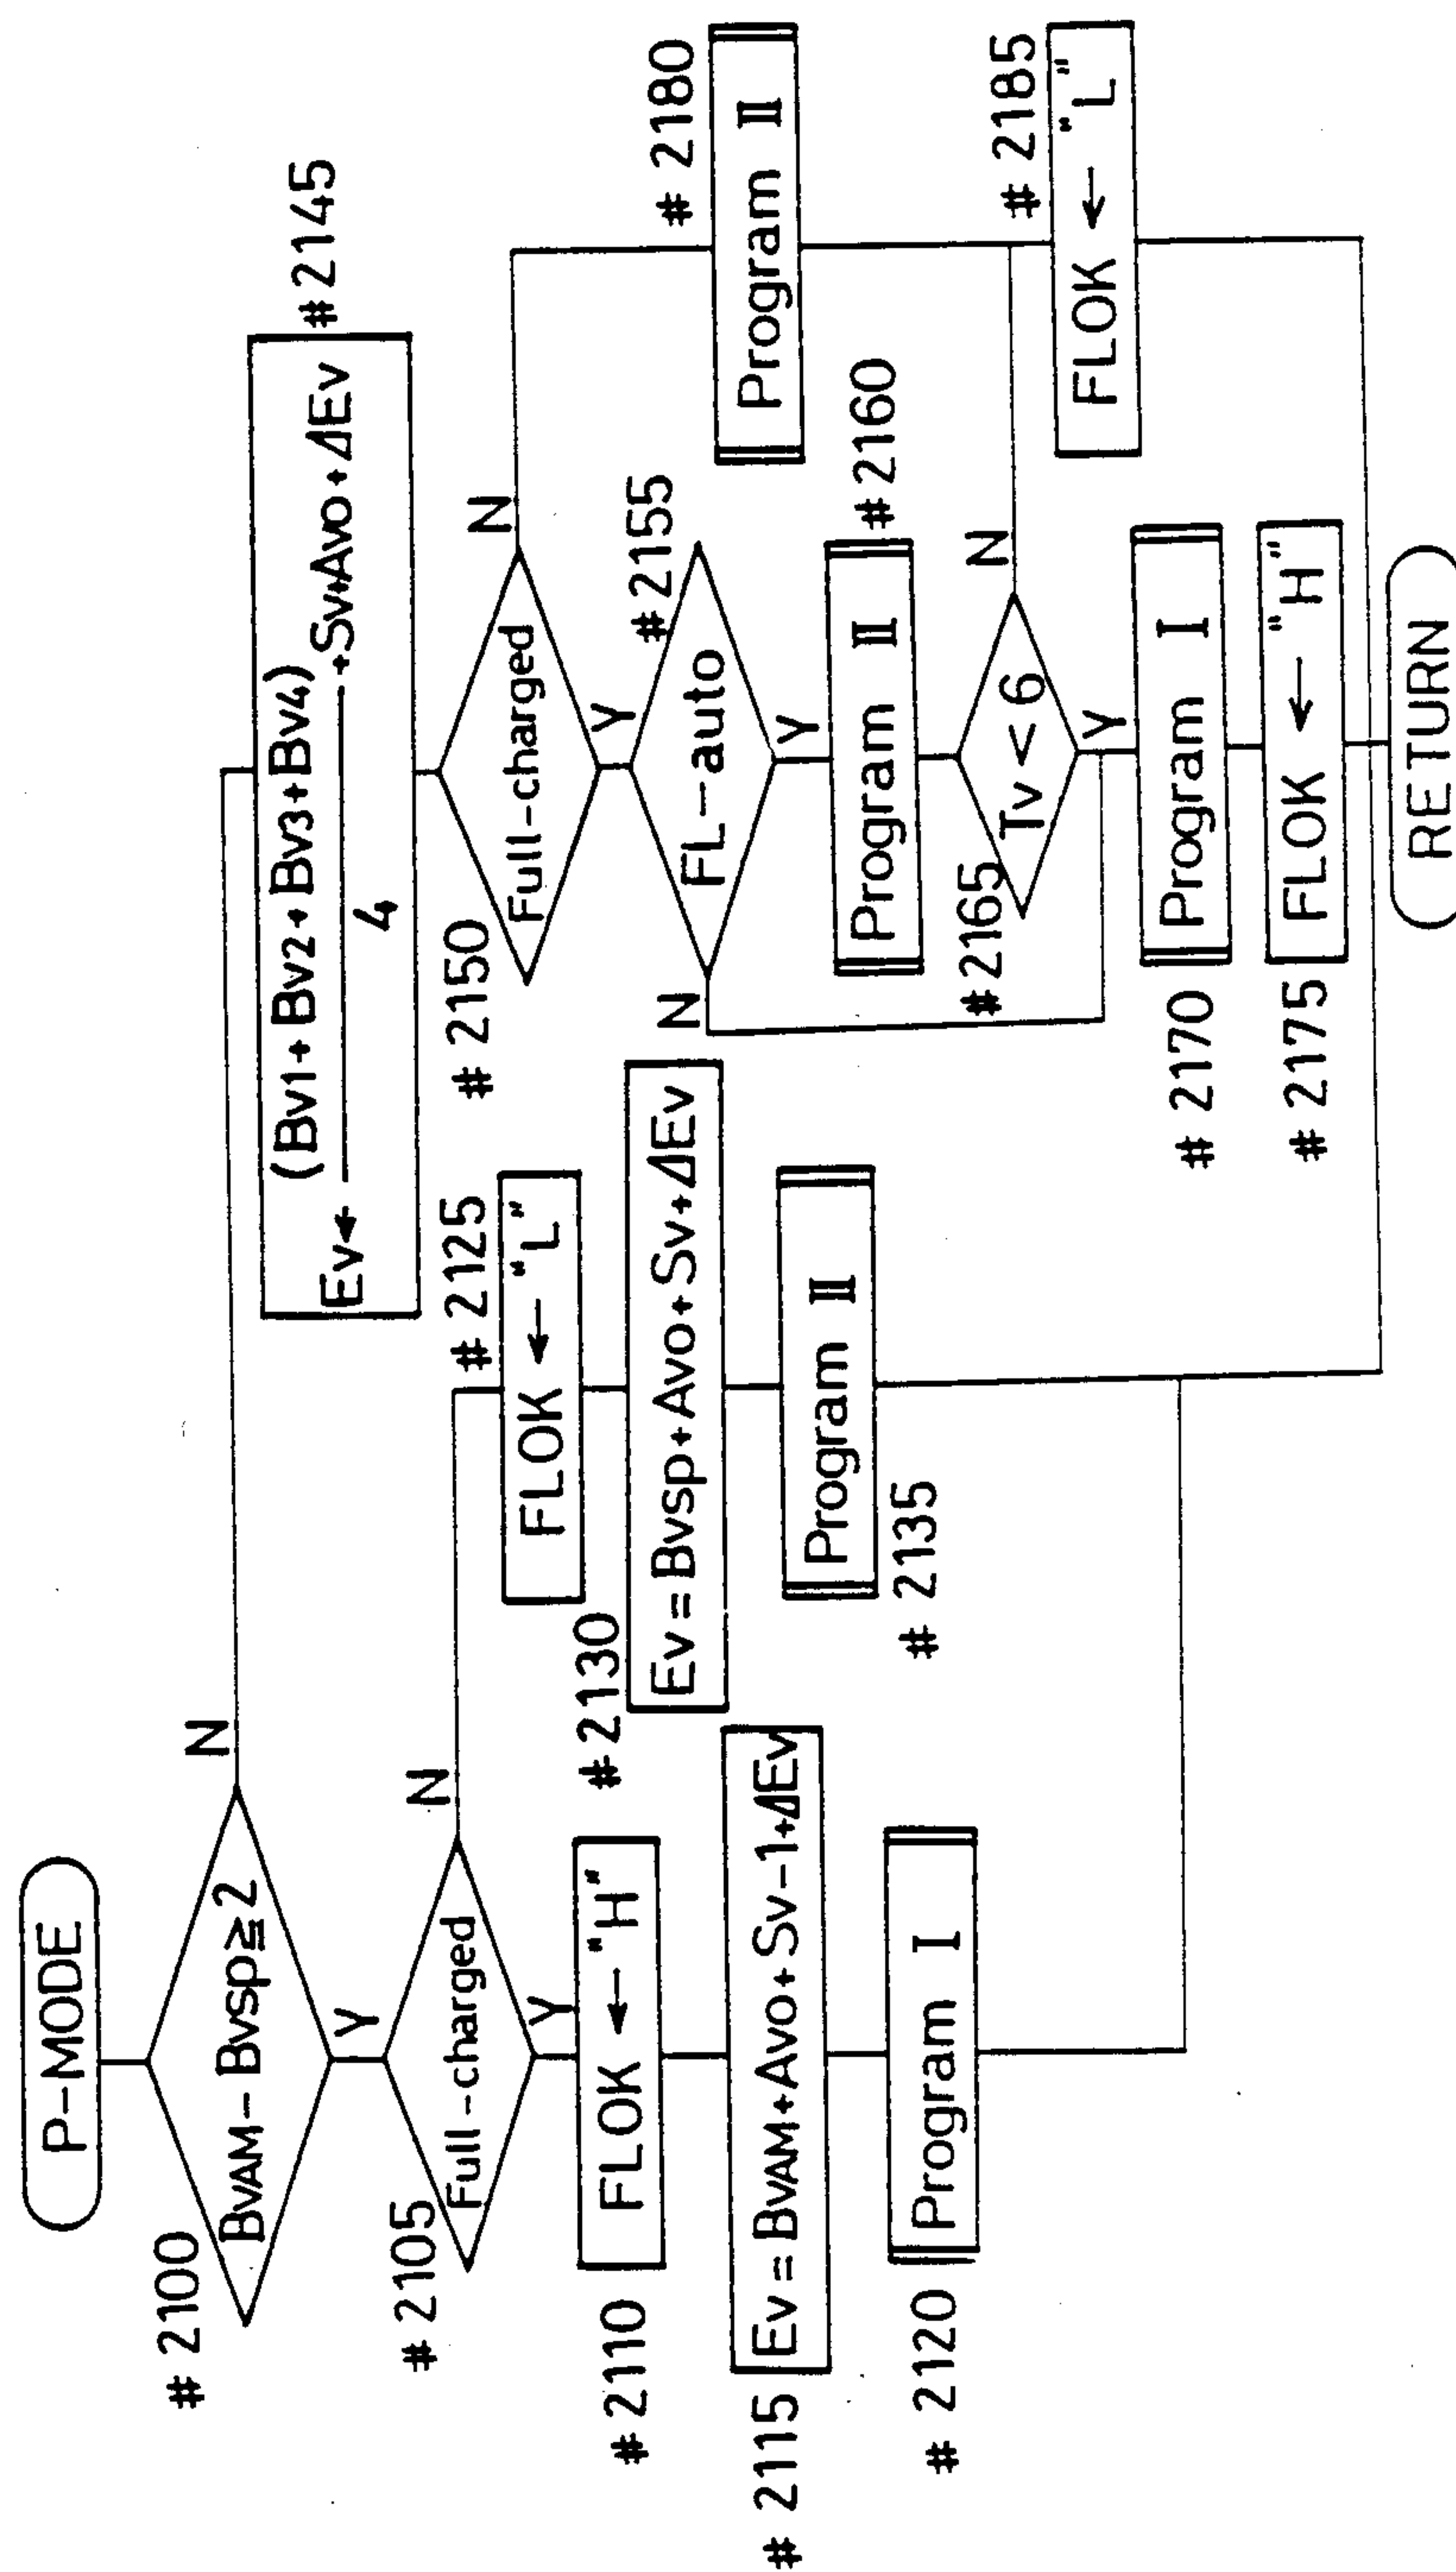 P-MODE
# 2100
BvAM - Bvsp ≧ 2
N
Y
# 2105
Full-charged
N
Y
# 2110
FLOK ← "H"
# 2115
Ev = BvAM + Avo + Sv - 1 + ΔEv
# 2120
Program I
# 2125
FLOK ← "L"
# 2130
Ev = Bvsp + Avo + Sv + ΔEv
Program II
# 2135
# 2145
(Bv1 + Bv2 + Bv3 + Bv4)
Ev ← + Sv + Avo + ΔEv
4
# 2150
Full-charged
N
Y
# 2155
FL-auto
N
Y
# 2160
Program II
# 2165
Tv < 6
N
Y
# 2170
Program I
# 2175
FLOK ← "H"
# 2180
Program II
# 2185
FLOK ← "L"
RETURN